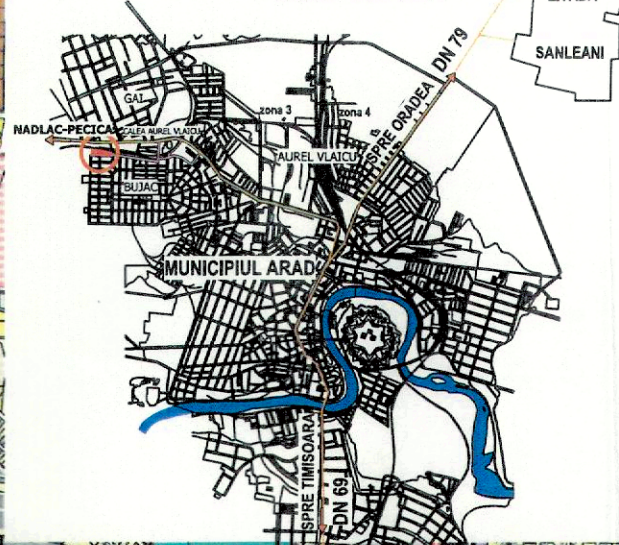 DN 79
SPRE ORADEA
SANLEANI
GAI
NADLAC-PECICA
CALEA AUREL VLAICU
zona 3
zona 4
AUREL VLAICU
BUJAC
MUNICIPIUL ARAD
SPRE TIMISOARA
DN 69